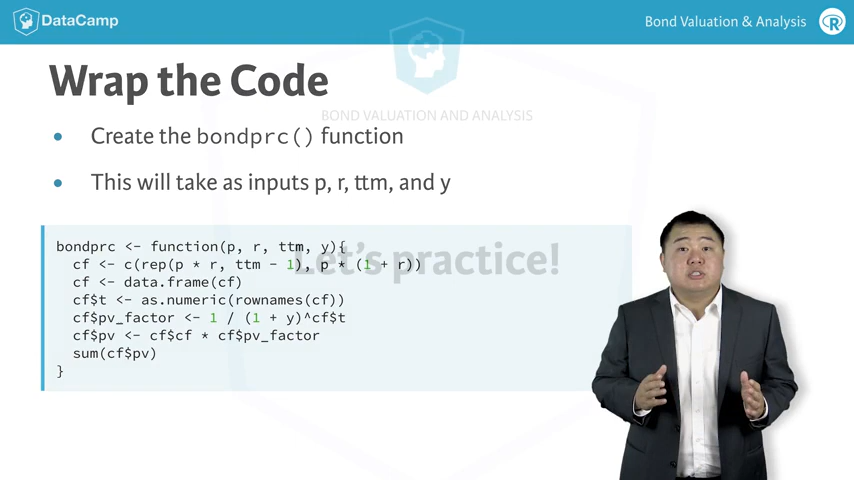 DataCamp
Bond Valuation & Analysis
R
Wrap the Code
BOND VALUATION AND ANALYSIS
• Create the bondprc() function
• This will take as inputs p, r, ttm, and y
Let's practice!
bondprc <- function(p, r, ttm, y){
  cf <- c(rep(p * r, ttm - 1), p * (1 + r))
  cf <- data.frame(cf)
  cf$t <- as.numeric(rownames(cf))
  cf$pv_factor <- 1 / (1 + y)^cf$t
  cf$pv <- cf$cf * cf$pv_factor
  sum(cf$pv)
}